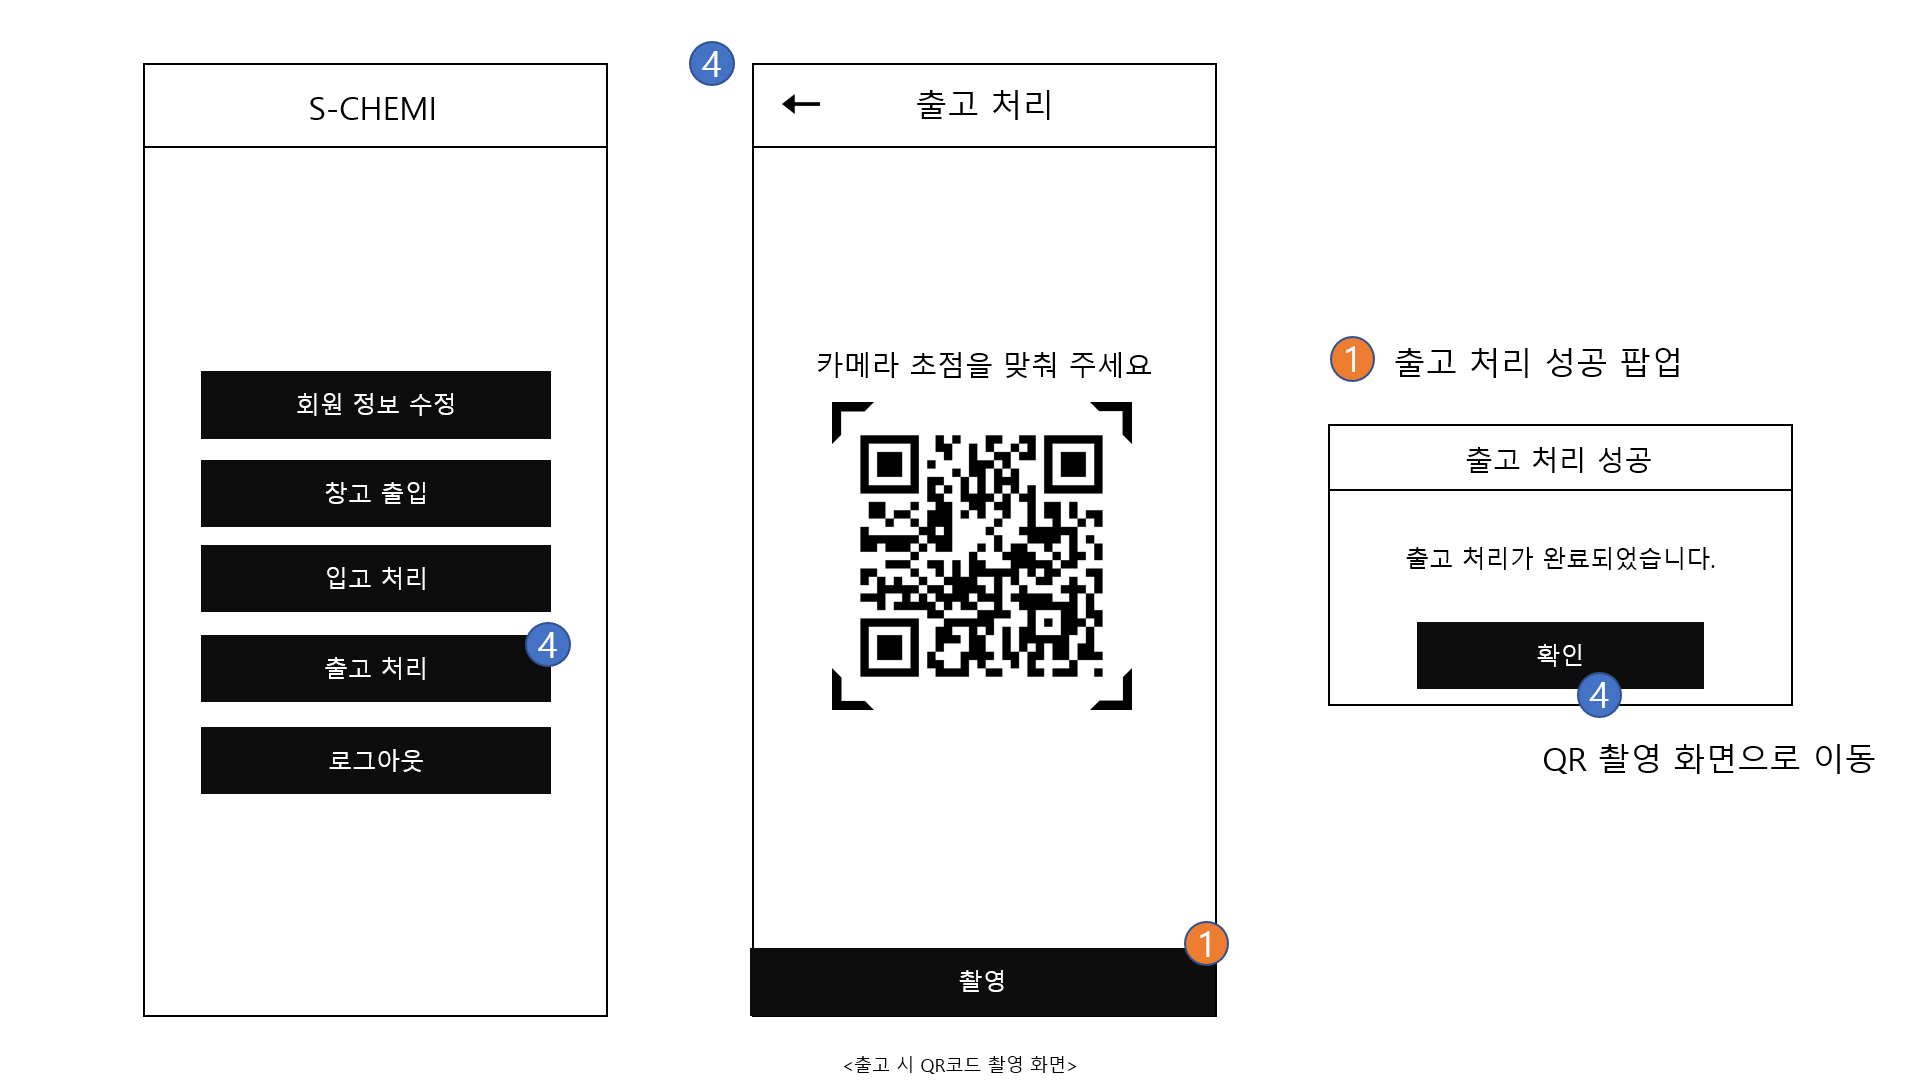 S-CHEMI
회원 정보 수정
창고 출입
입고 처리
출고 처리
4
로그아웃
4
출고 처리
카메라 초점을 맞춰 주세요
1
촬영
1 출고 처리 성공 팝업
출고 처리 성공
출고 처리가 완료되었습니다.
확인
4
QR 촬영 화면으로 이동
<출고 시 QR코드 촬영 화면>